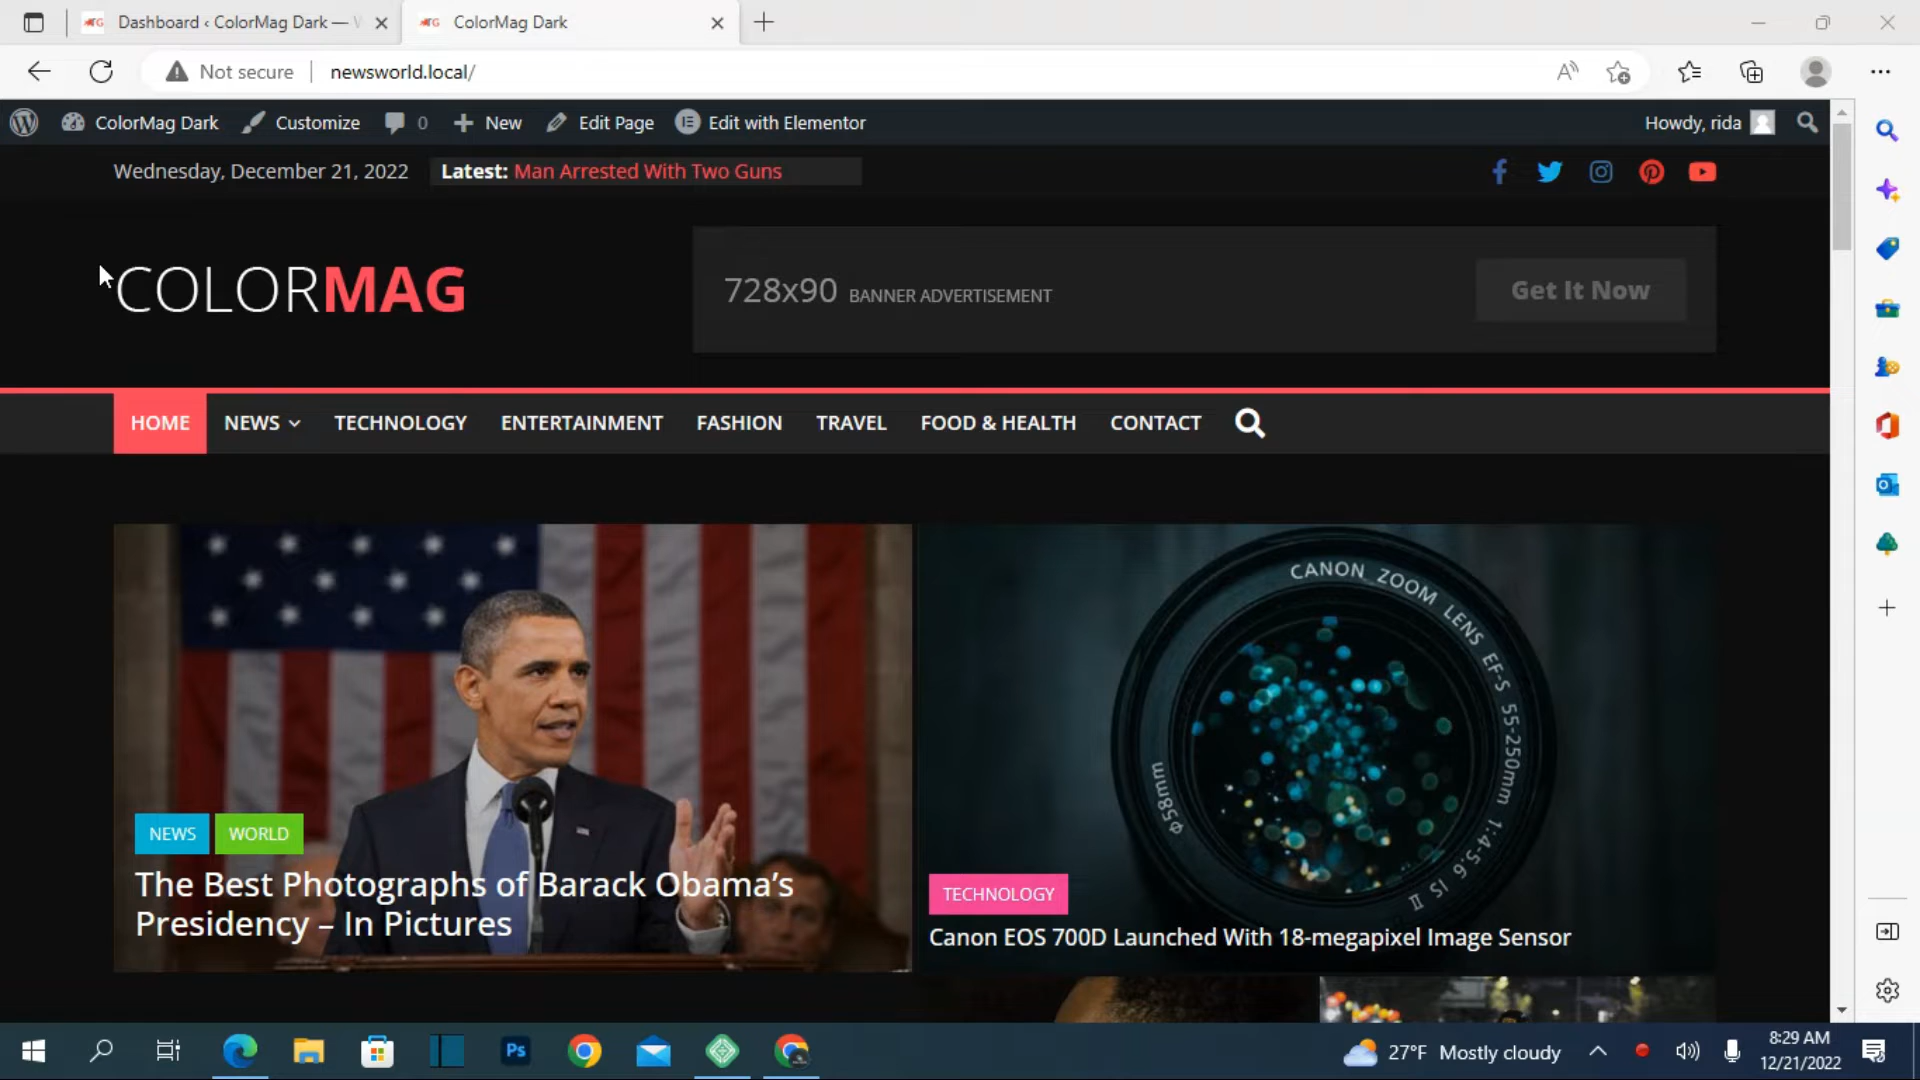 Dashboard ‹ ColorMag Dark — W
ColorMag Dark
Not secure
newsworld.local/
ColorMag Dark
Customize
0
New
Edit Page
Edit with Elementor
Howdy, rida
Wednesday, December 21, 2022
Latest: Man Arrested With Two Guns
COLORMAG
728x90 BANNER ADVERTISEMENT
Get It Now
HOME
NEWS
TECHNOLOGY
ENTERTAINMENT
FASHION
TRAVEL
FOOD & HEALTH
CONTACT
CANON ZOOM LENS EF-S 55-250mm 1:4-5.6 IS II
Φ58mm
NEWS
WORLD
The Best Photographs of Barack Obama’s
Presidency – In Pictures
TECHNOLOGY
Canon EOS 700D Launched With 18-megapixel Image Sensor
Ps
27°F Mostly cloudy
8:29 AM
12/21/2022